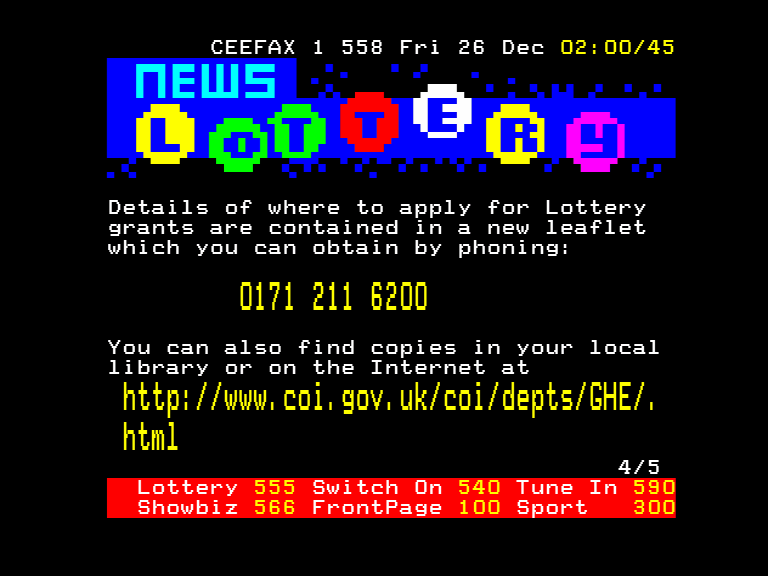 CEEFAX 1 558 Fri 26 Dec 02:00/45
NEWS
LOTTERY
Details of where to apply for Lottery
grants are contained in a new leaflet
which you can obtain by phoning:
0171 211 6200
You can also find copies in your local
library or on the Internet at
http://www.coi.gov.uk/coi/depts/GHE/.
html
4/5
Lottery 555 Switch On 540 Tune In 590
Showbiz 566 FrontPage 100 Sport 300